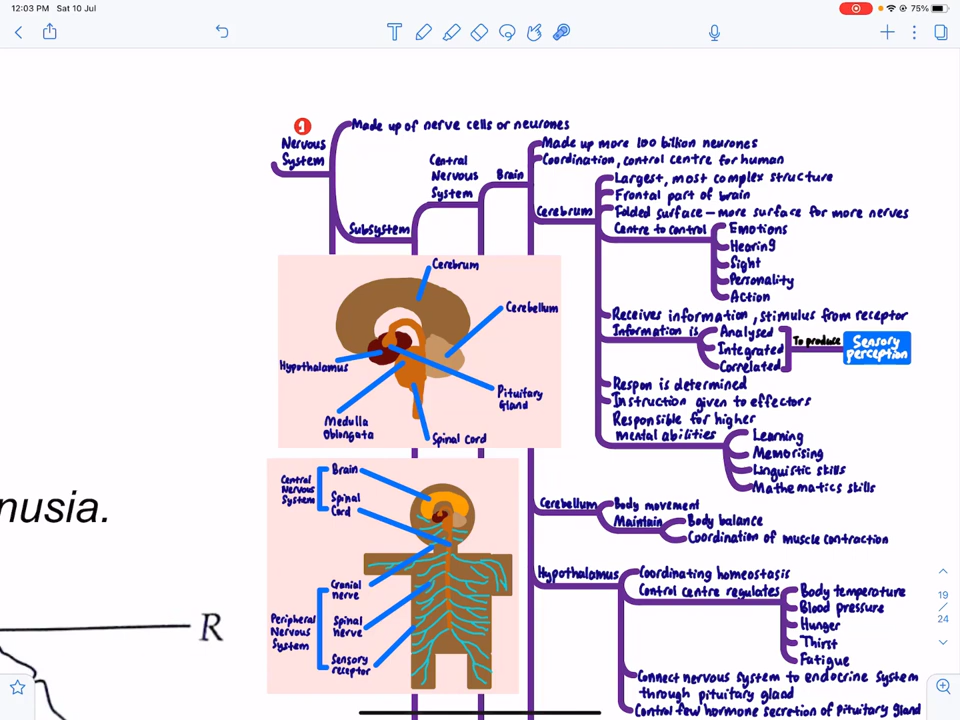 12:03 PM Sat 10 Jul
75%
T
1
Nervous
System
Made up of nerve cells or neurones
Subsystem
Central
Nervous
System
Brain
Made up more 100 billion neurones
Coordination, control centre for human
Cerebrum
Largest, most complex structure
Frontal part of brain
Folded surface – more surface for more nerves
Centre to control
Emotions
Hearing
Sight
Personality
Action
Receives information, stimulus from receptor
Information is
Analysed
Integrated
Correlated
To produce
Sensory
perception
Respon is determined
Instruction given to effectors
Responsible for higher
mental abilities
Learning
Memorising
Linguistic skills
Mathematics skills
Cerebrum
Cerebellum
Hypothalamus
Pituitary
Gland
Medulla
Oblongata
Spinal Cord
Central
Nervous
System
Brain
Spinal
Cord
Peripheral
Nervous
System
Cranial
nerve
Spinal
nerve
Sensory
receptor
Cerebellum
Body movement
Maintain
Body balance
Coordination of muscle contraction
Hypothalamus
Coordinating homeostasis
Control centre regulates
Body temperature
Blood pressure
Hunger
Thirst
Fatigue
Connect nervous system to endocrine system
through pituitary gland
Control few hormone secretion of pituitary gland
nusia.
R
19
/
24